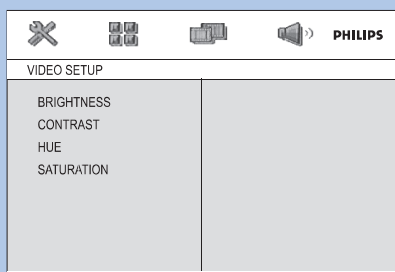 PHILIPS
VIDEO SETUP
BRIGHTNESS
CONTRAST
HUE
SATURATION